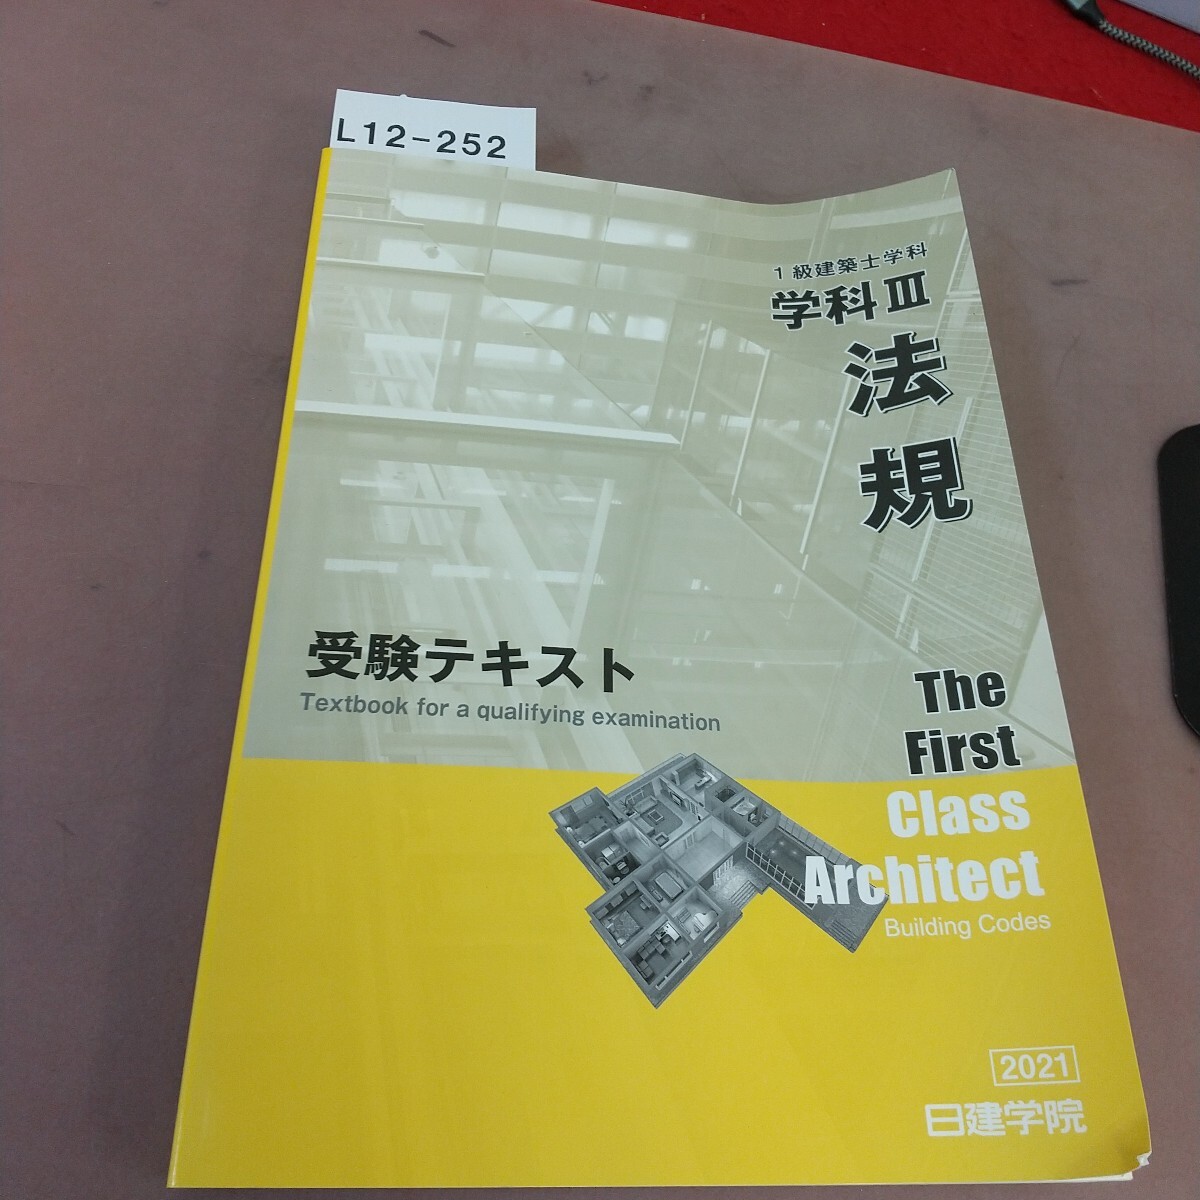 L12-252
1級建築士学科
学科Ⅲ
法
規
受験テキスト
Textbook for a qualifying examination
The
First
Class
Architect
Building Codes
2021
日建学院